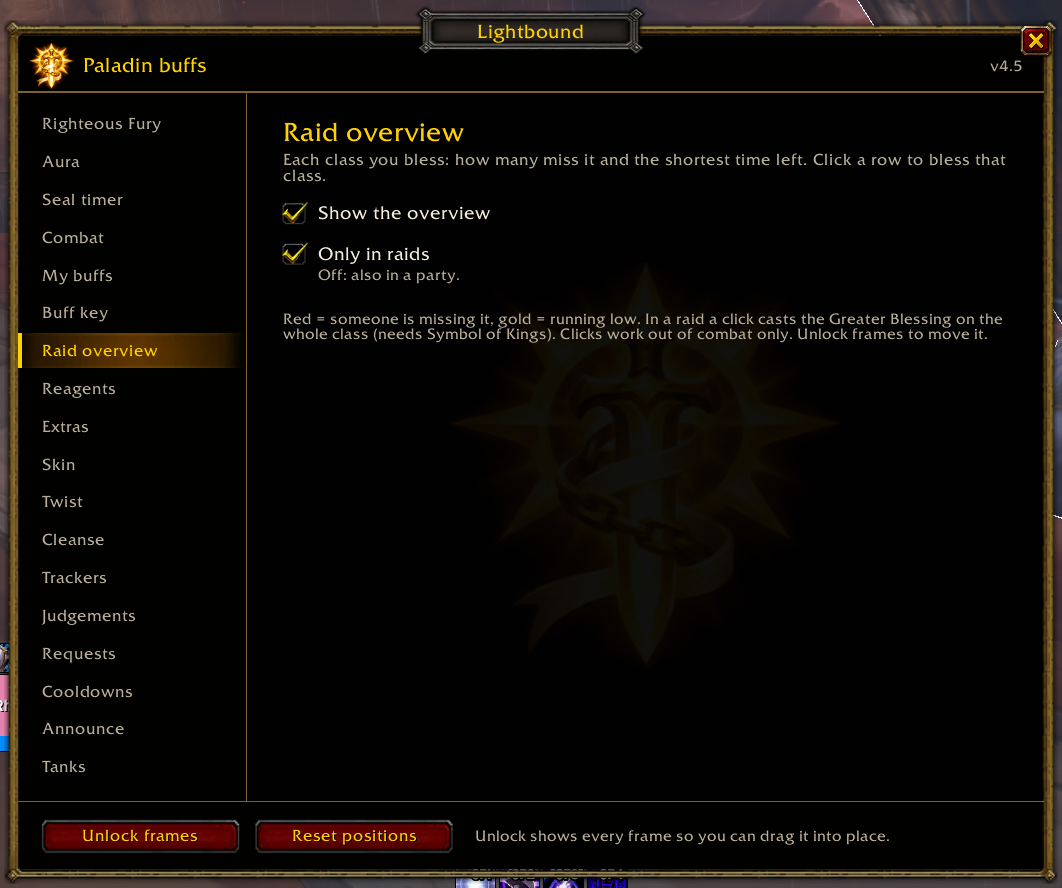 Lightbound
Paladin buffs
v4.5
Righteous Fury
Aura
Seal timer
Combat
My buffs
Buff key
Raid overview
Reagents
Extras
Skin
Twist
Cleanse
Trackers
Judgements
Requests
Cooldowns
Announce
Tanks
Raid overview
Each class you bless: how many miss it and the shortest time left. Click a row to bless that
class.
Show the overview
Only in raids
Off: also in a party.
Red = someone is missing it, gold = running low. In a raid a click casts the Greater Blessing on the
whole class (needs Symbol of Kings). Clicks work out of combat only. Unlock frames to move it.
Unlock frames
Reset positions
Unlock shows every frame so you can drag it into place.